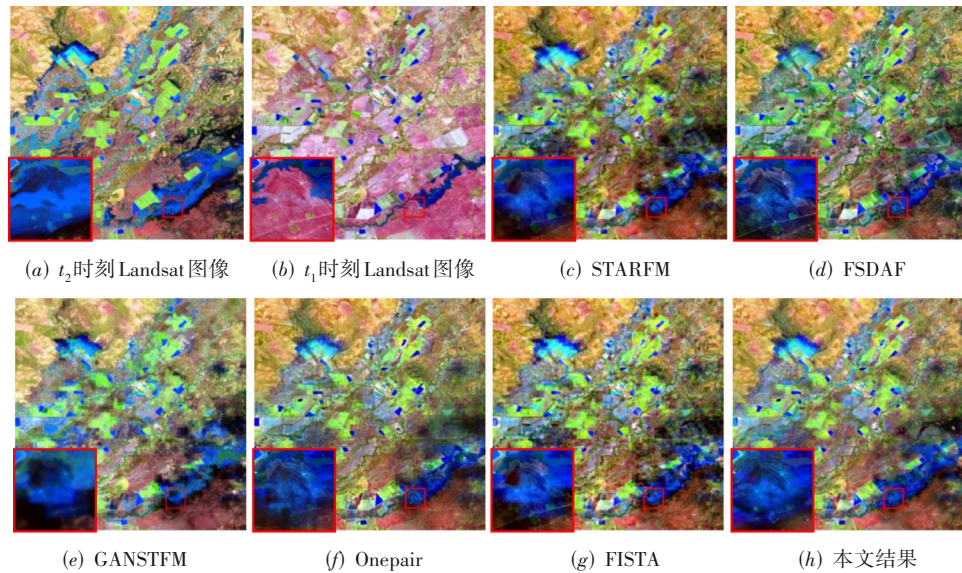 (a) t₂时刻Landsat图像
(b) t₁时刻Landsat图像
(c) STARFM
(d) FSDAF
(e) GANSTFM
(f) Onepair
(g) FISTA
(h) 本文结果